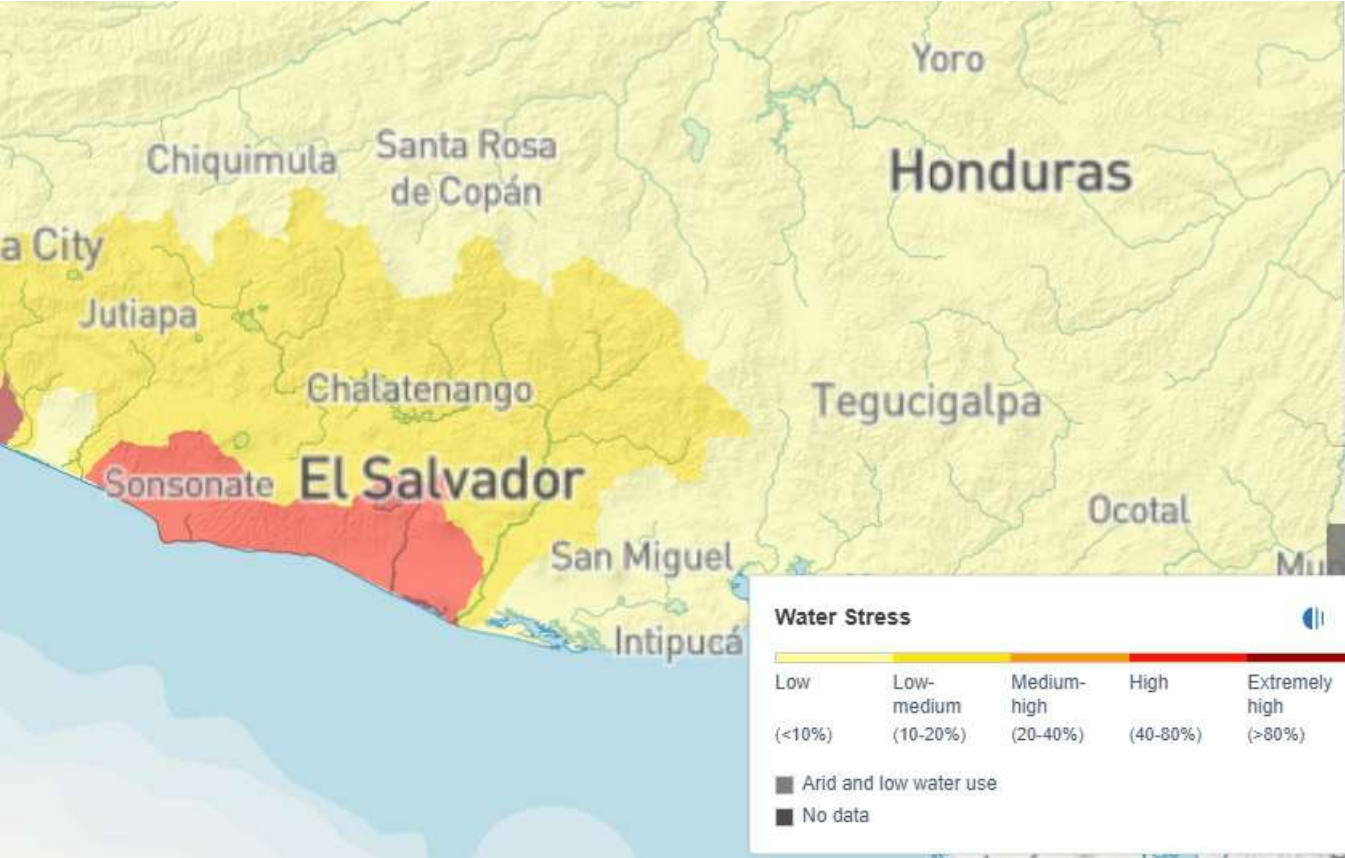 Yoro
Santa Rosa
de Copán
Chiquimula
Honduras
a City
Jutiapa
Chalatenango
Tegucigalpa
Sonsonate
El Salvador
Ocotal
San Miguel
Mun
Intipucá
Water Stress
Low
Low-
medium
Medium-
high
High
Extremely
high
(<10%)
(10-20%)
(20-40%)
(40-80%)
(>80%)
Arid and low water use
No data